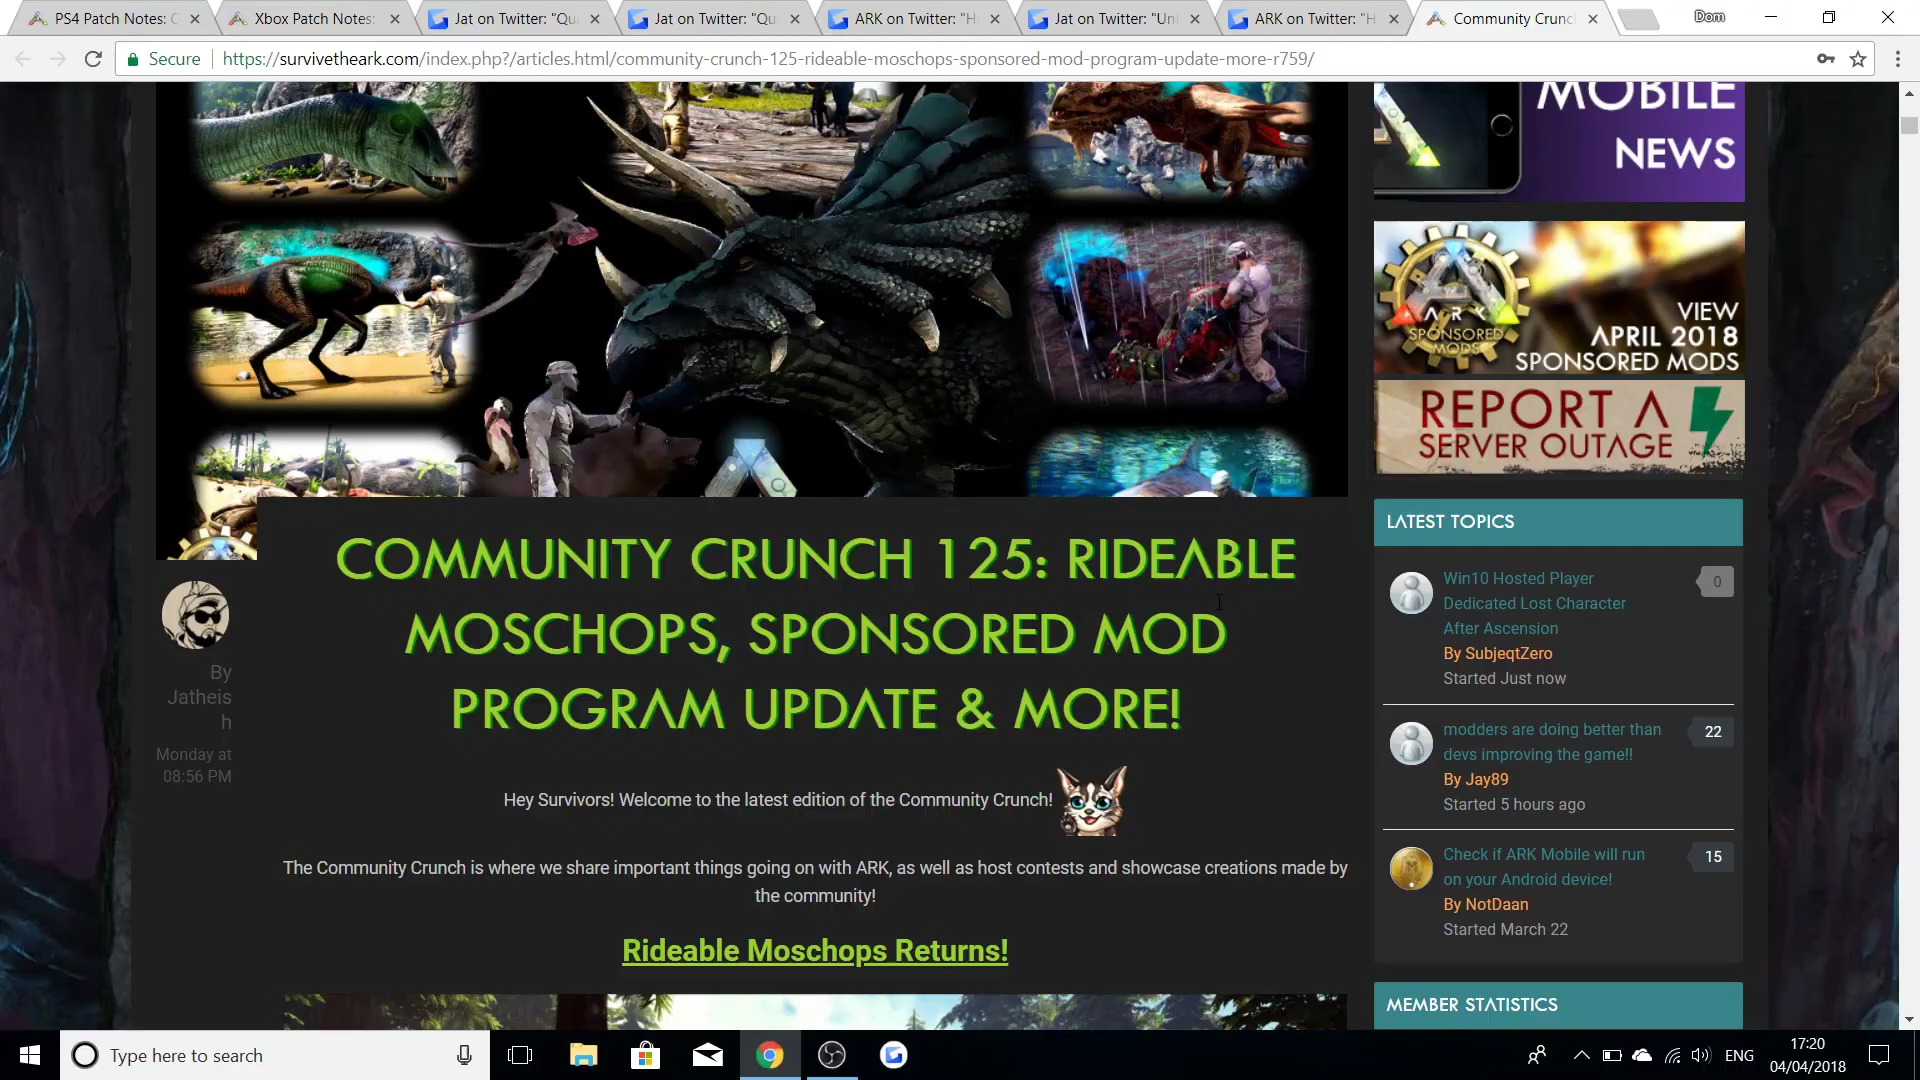 PS4 Patch Notes: C
Xbox Patch Notes:
Jat on Twitter: "Qu
Jat on Twitter: "Qu
ARK on Twitter: "H
Jat on Twitter: "Unf
ARK on Twitter: "H
Community Crunc
Dom
Secure
https://survivetheark.com/index.php?/articles.html/community-crunch-125-rideable-moschops-sponsored-mod-program-update-more-r759/
MOBILE
NEWS
ARK
SPONSORED
MODS
VIEW
APRIL 2018
SPONSORED MODS
REPORT A
SERVER OUTAGE
COMMUNITY CRUNCH 125: RIDEABLE
MOSCHOPS, SPONSORED MOD
PROGRAM UPDATE & MORE!
By
Jatheis
h
Monday at
08:56 PM
Hey Survivors! Welcome to the latest edition of the Community Crunch!
The Community Crunch is where we share important things going on with ARK, as well as host contests and showcase creations made by
the community!
Rideable Moschops Returns!
LATEST TOPICS
Win10 Hosted Player
Dedicated Lost Character
After Ascension
By SubjeqtZero
Started Just now
0
modders are doing better than
devs improving the game!!
By Jay89
Started 5 hours ago
22
Check if ARK Mobile will run
on your Android device!
By NotDaan
Started March 22
15
MEMBER STATISTICS
Type here to search
ENG
17:20
04/04/2018